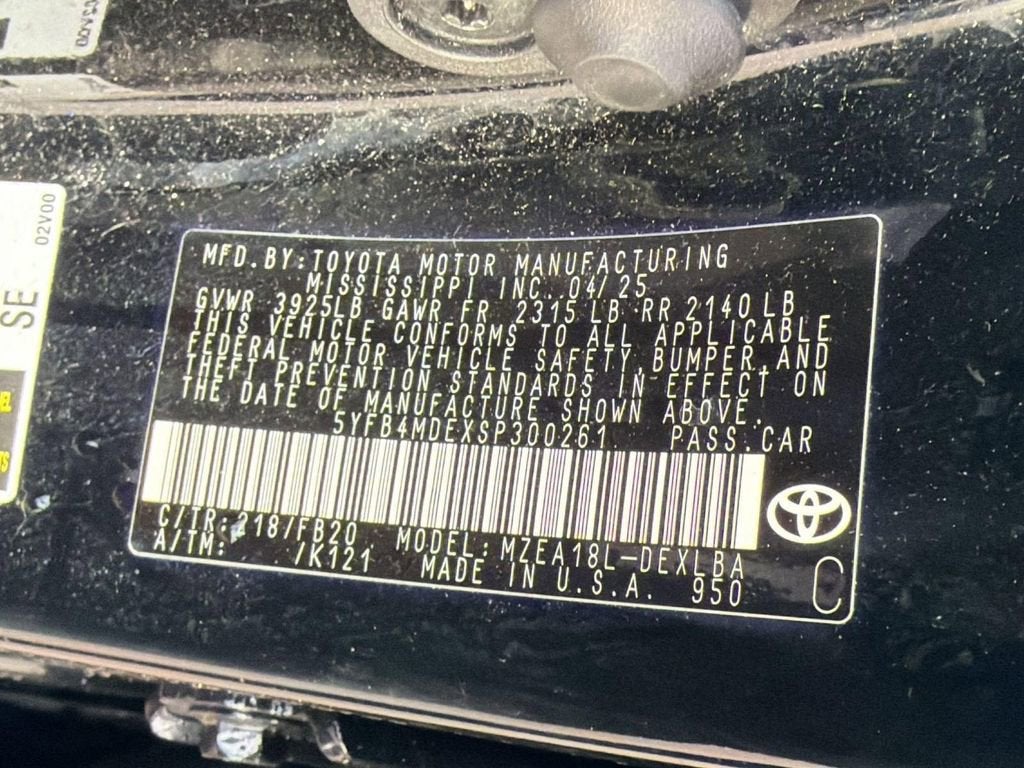 MFD.BY:TOYOTA MOTOR MANUFACTURING
MISSISSIPPI INC. 04/25
GVWR 3925LB GAWR FR 2315 LB RR 2140 LB
THIS VEHICLE CONFORMS TO ALL APPLICABLE
FEDERAL MOTOR VEHICLE SAFETY, BUMPER, AND
THEFT PREVENTION STANDARDS IN EFFECT ON
THE DATE OF MANUFACTURE SHOWN ABOVE.
5YFB4MDEXSP300261 PASS.CAR
C/TR:218/FB20 MODEL:MZEA18L-DEXLBA
A/TM: /K121 MADE IN U.S.A. 950
C
02V00
SE